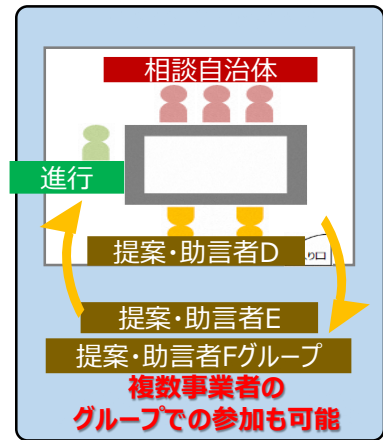 相談自治体
進行
提案・助言者D
提案・助言者E
提案・助言者Fグループ
複数事業者の
グループでの参加も可能